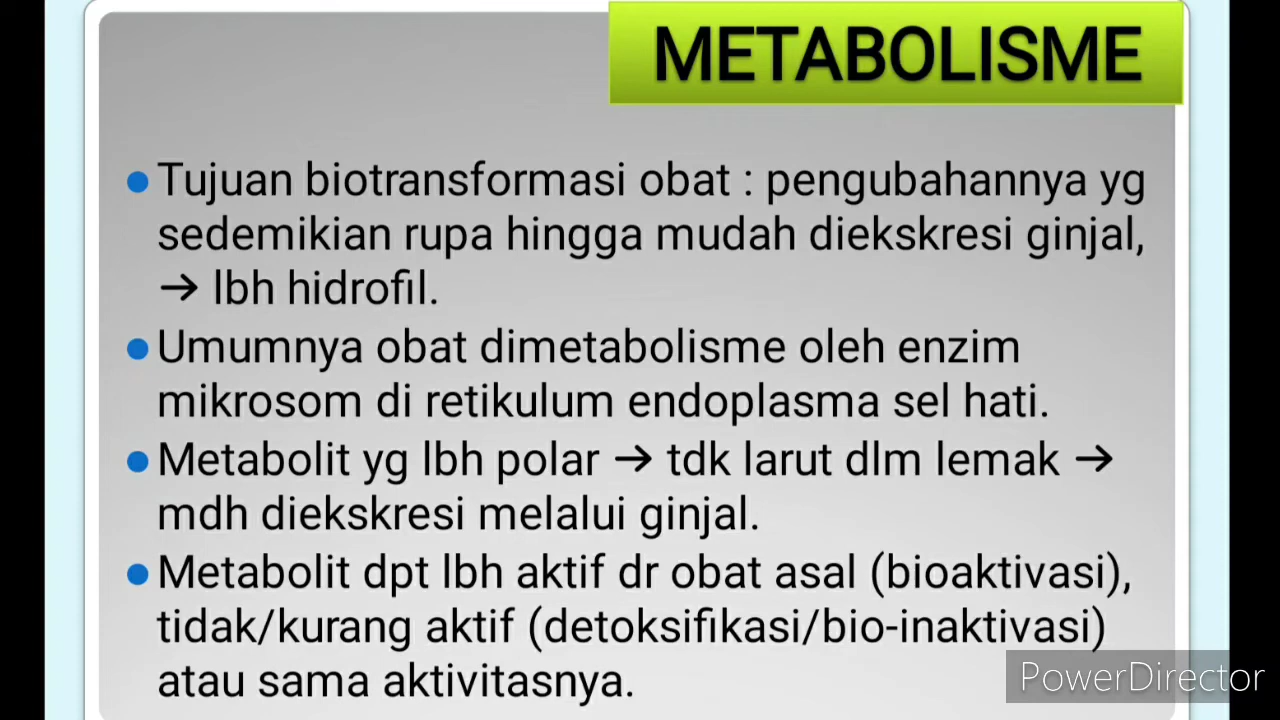 METABOLISME
●Tujuan biotransformasi obat : pengubahannya yg
sedemikian rupa hingga mudah diekskresi ginjal,
→ lbh hidrofil.
●Umumnya obat dimetabolisme oleh enzim
mikrosom di retikulum endoplasma sel hati.
●Metabolit yg lbh polar → tdk larut dlm lemak →
mdh diekskresi melalui ginjal.
●Metabolit dpt lbh aktif dr obat asal (bioaktivasi),
tidak/kurang aktif (detoksifikasi/bio-inaktivasi)
atau sama aktivitasnya.
PowerDirector